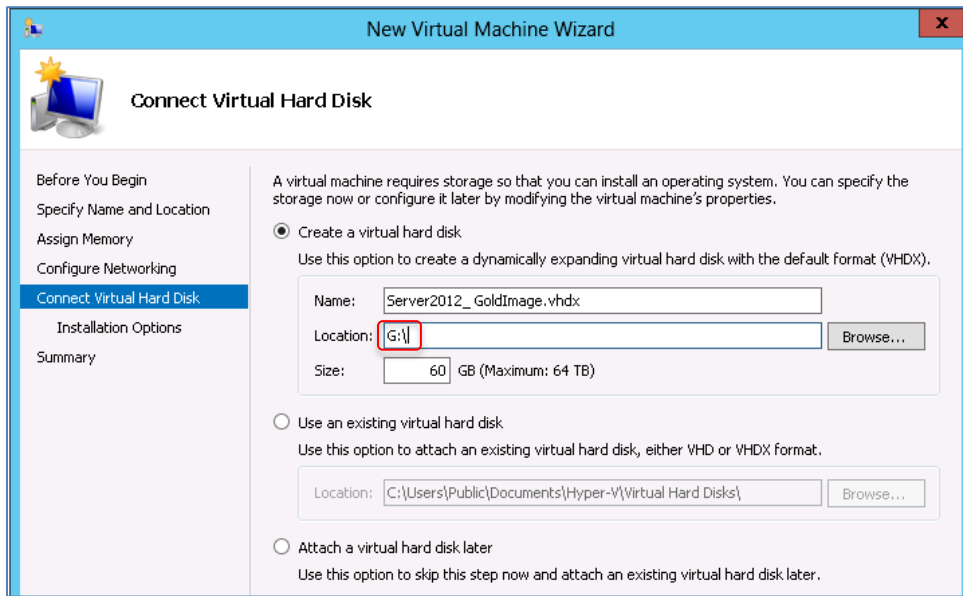 New Virtual Machine Wizard
x
Connect Virtual Hard Disk
Before You Begin
Specify Name and Location
Assign Memory
Configure Networking
Connect Virtual Hard Disk
Installation Options
Summary
A virtual machine requires storage so that you can install an operating system. You can specify the
storage now or configure it later by modifying the virtual machine's properties.
Create a virtual hard disk
Use this option to create a dynamically expanding virtual hard disk with the default format (VHDX).
Name: Server2012_ GoldImage.vhdx
Location: G:\ Browse...
Size: 60 GB (Maximum: 64 TB)
Use an existing virtual hard disk
Use this option to attach an existing virtual hard disk, either VHD or VHDX format.
Location: C:\Users\Public\Documents\Hyper-V\Virtual Hard Disks\ Browse...
Attach a virtual hard disk later
Use this option to skip this step now and attach an existing virtual hard disk later.